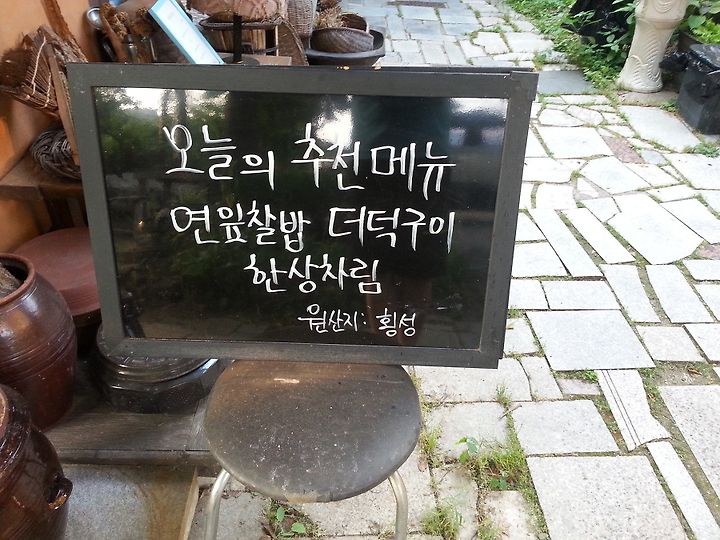 오늘의 추천메뉴
연잎찰밥 더덕구이
한상차림
원산지: 횡성